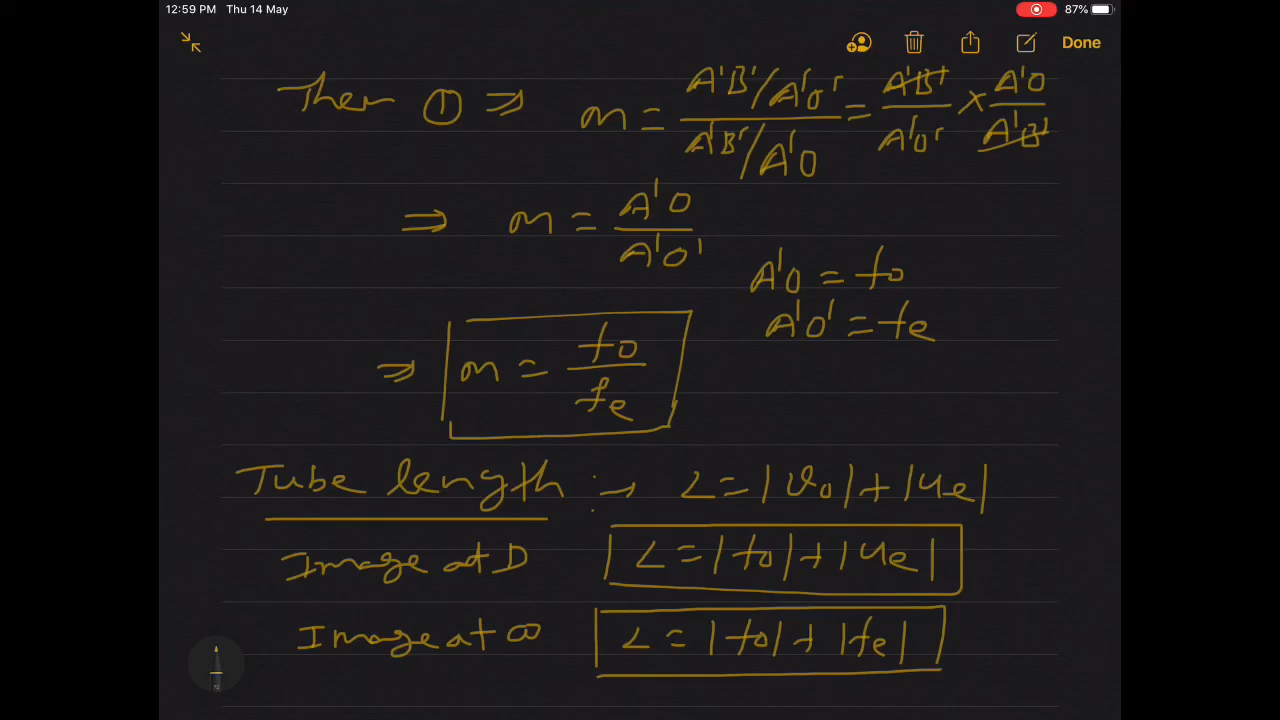 12:59 PM Thu 14 May 87%
Done
Then ① ⇒ m = A'B'/A'O' / A'B'/A'O = A'B'/A'O' × A'O/A'B'
⇒ m = A'O/A'O'
A'O = fo
A'O' = fe
⇒ m = fo/fe
Tube length :→ L = |vo| + |ue|
Image at D L = |fo| + |ue|
Image at ∞ L = |fo| + |fe|